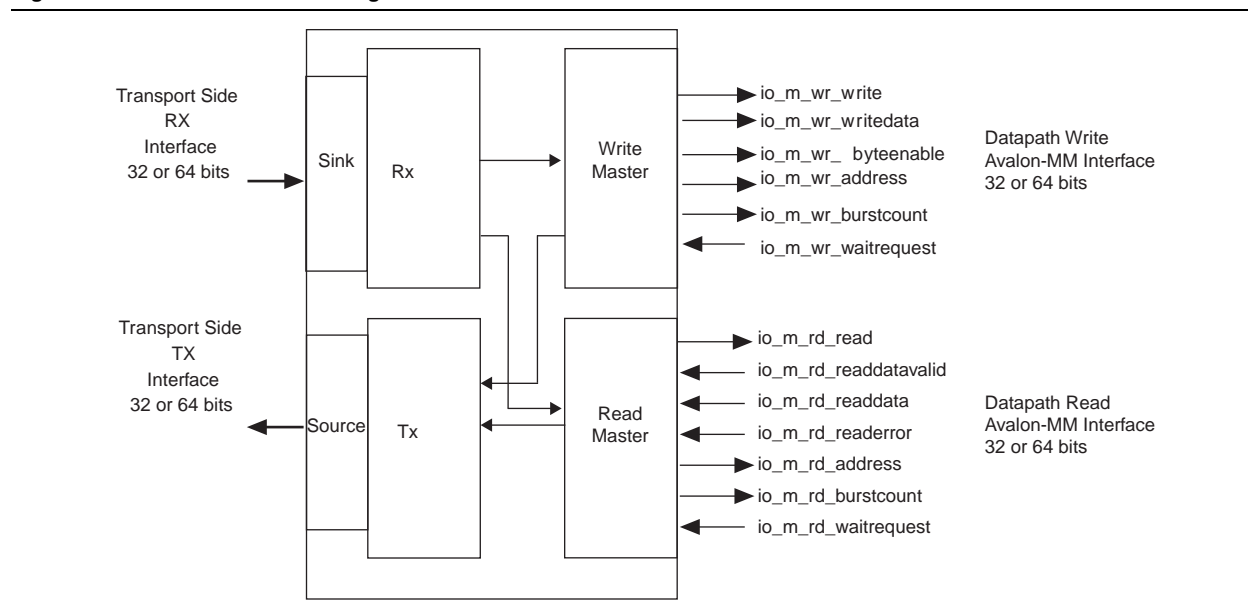 Transport Side
RX
Interface
32 or 64 bits
Sink
Rx
Write
Master
io_m_wr_write
io_m_wr_writedata
io_m_wr_ byteenable
io_m_wr_address
io_m_wr_burstcount
io_m_wr_waitrequest
Datapath Write
Avalon-MM Interface
32 or 64 bits
Transport Side
TX
Interface
32 or 64 bits
Source
Tx
Read
Master
io_m_rd_read
io_m_rd_readdatavalid
io_m_rd_readdata
io_m_rd_readerror
io_m_rd_address
io_m_rd_burstcount
io_m_rd_waitrequest
Datapath Read
Avalon-MM Interface
32 or 64 bits